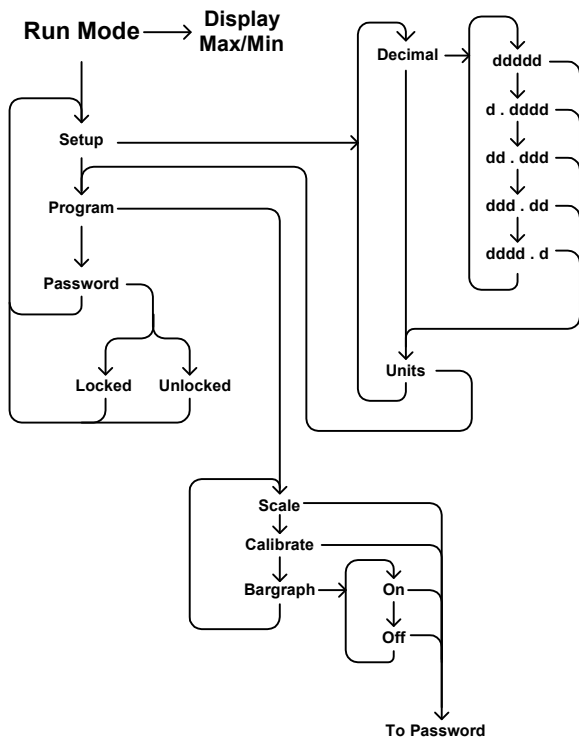 Run Mode
Display
Max/Min
Setup
Program
Password
Locked
Unlocked
Decimal
ddddd
d . dddd
dd . ddd
ddd . dd
dddd . d
Units
Scale
Calibrate
Bargraph
On
Off
To Password